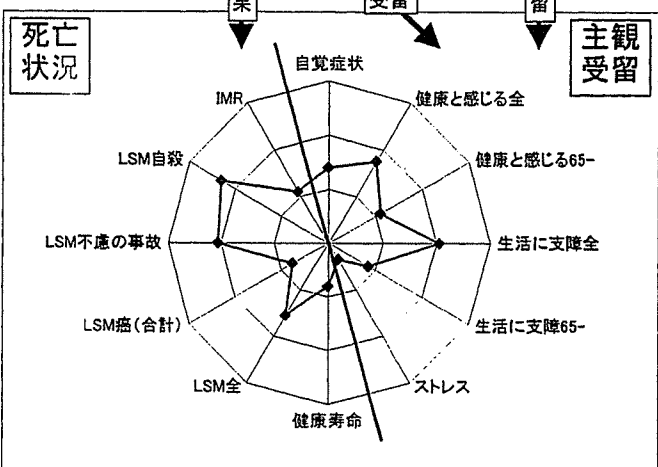 果
受留
留
死亡
状況
主観
受留
自覚症状
IMR
健康と感じる全
LSM自殺
健康と感じる65-
LSM不慮の事故
生活に支障全
LSM癌(合計)
生活に支障65-
LSM全
ストレス
健康寿命